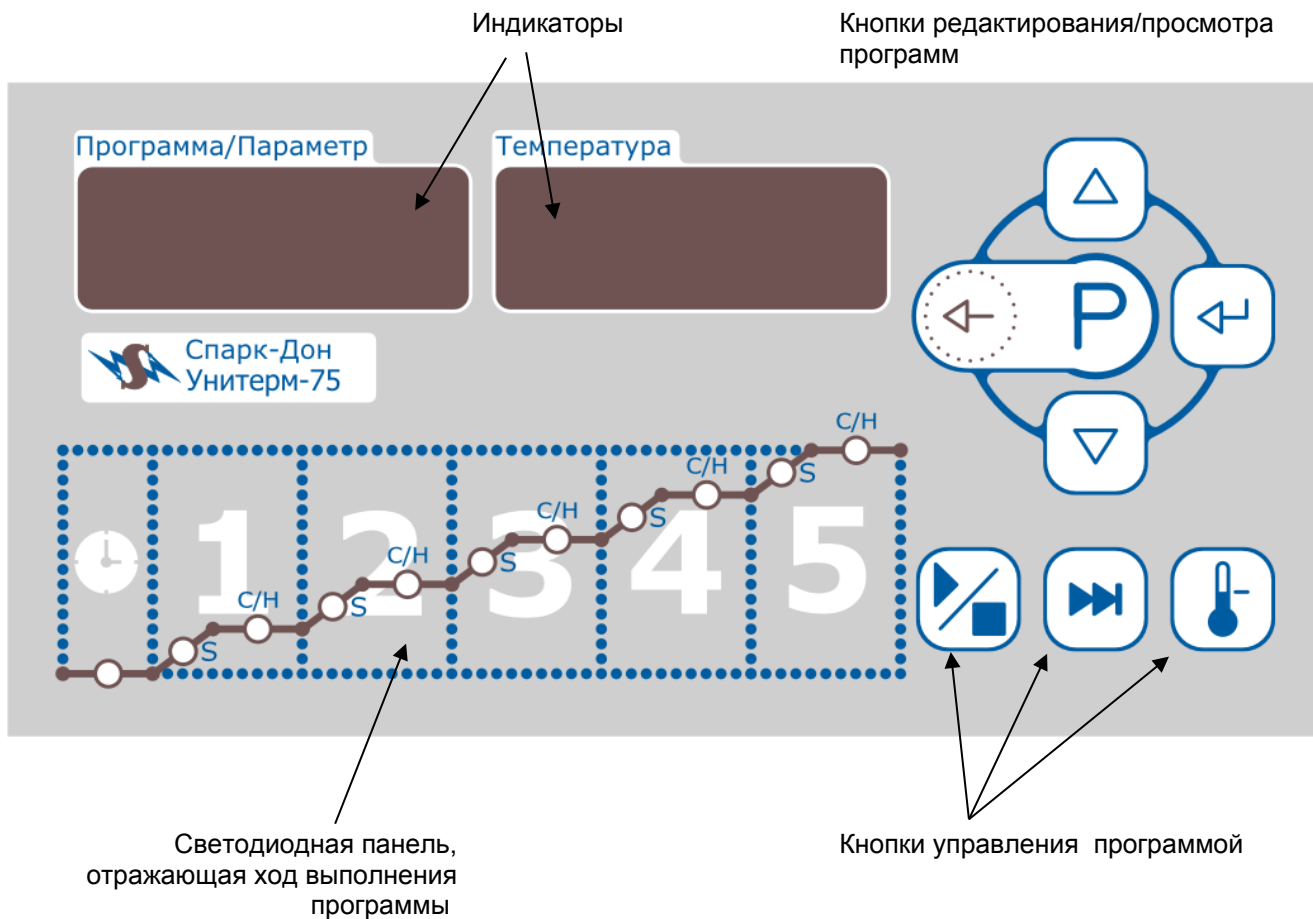 Индикаторы
Кнопки редактирования/просмотра
программ
Программа/Параметр
Температура
P
Спарк-Дон
Унитерм-75
C/H
S
C/H
S
C/H
S
C/H
S
C/H
S
1 2 3 4 5
Светодиодная панель,
отражающая ход выполнения
программы
Кнопки управления программой